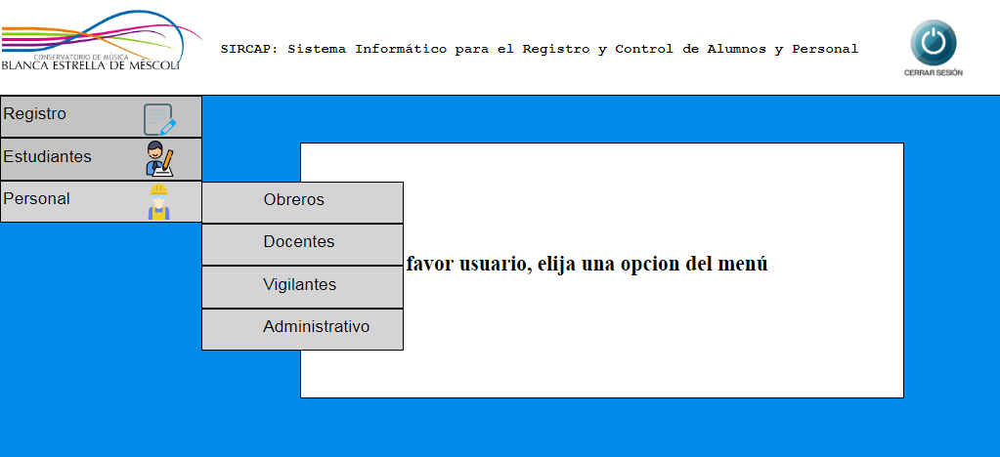 CONSERVATORIO DE MÚSICA
BLANCA ESTRELLA DE MÉSCOLI
SIRCAP: Sistema Informático para el Registro y Control de Alumnos y Personal
CERRAR SESIÓN
Registro
Estudiantes
Personal
Obreros
Docentes
Vigilantes
Administrativo
favor usuario, elija una opcion del menú